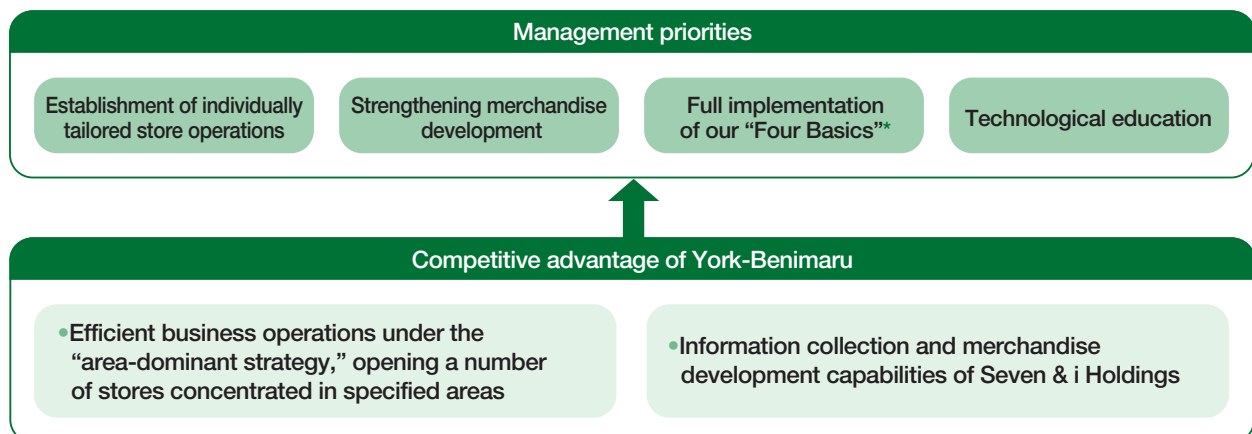 Management priorities
Establishment of individually
tailored store operations
Strengthening merchandise
development
Full implementation
of our “Four Basics”*
Technological education
Competitive advantage of York-Benimaru
•Efficient business operations under the
“area-dominant strategy,” opening a number
of stores concentrated in specified areas
•Information collection and merchandise
development capabilities of Seven & i Holdings